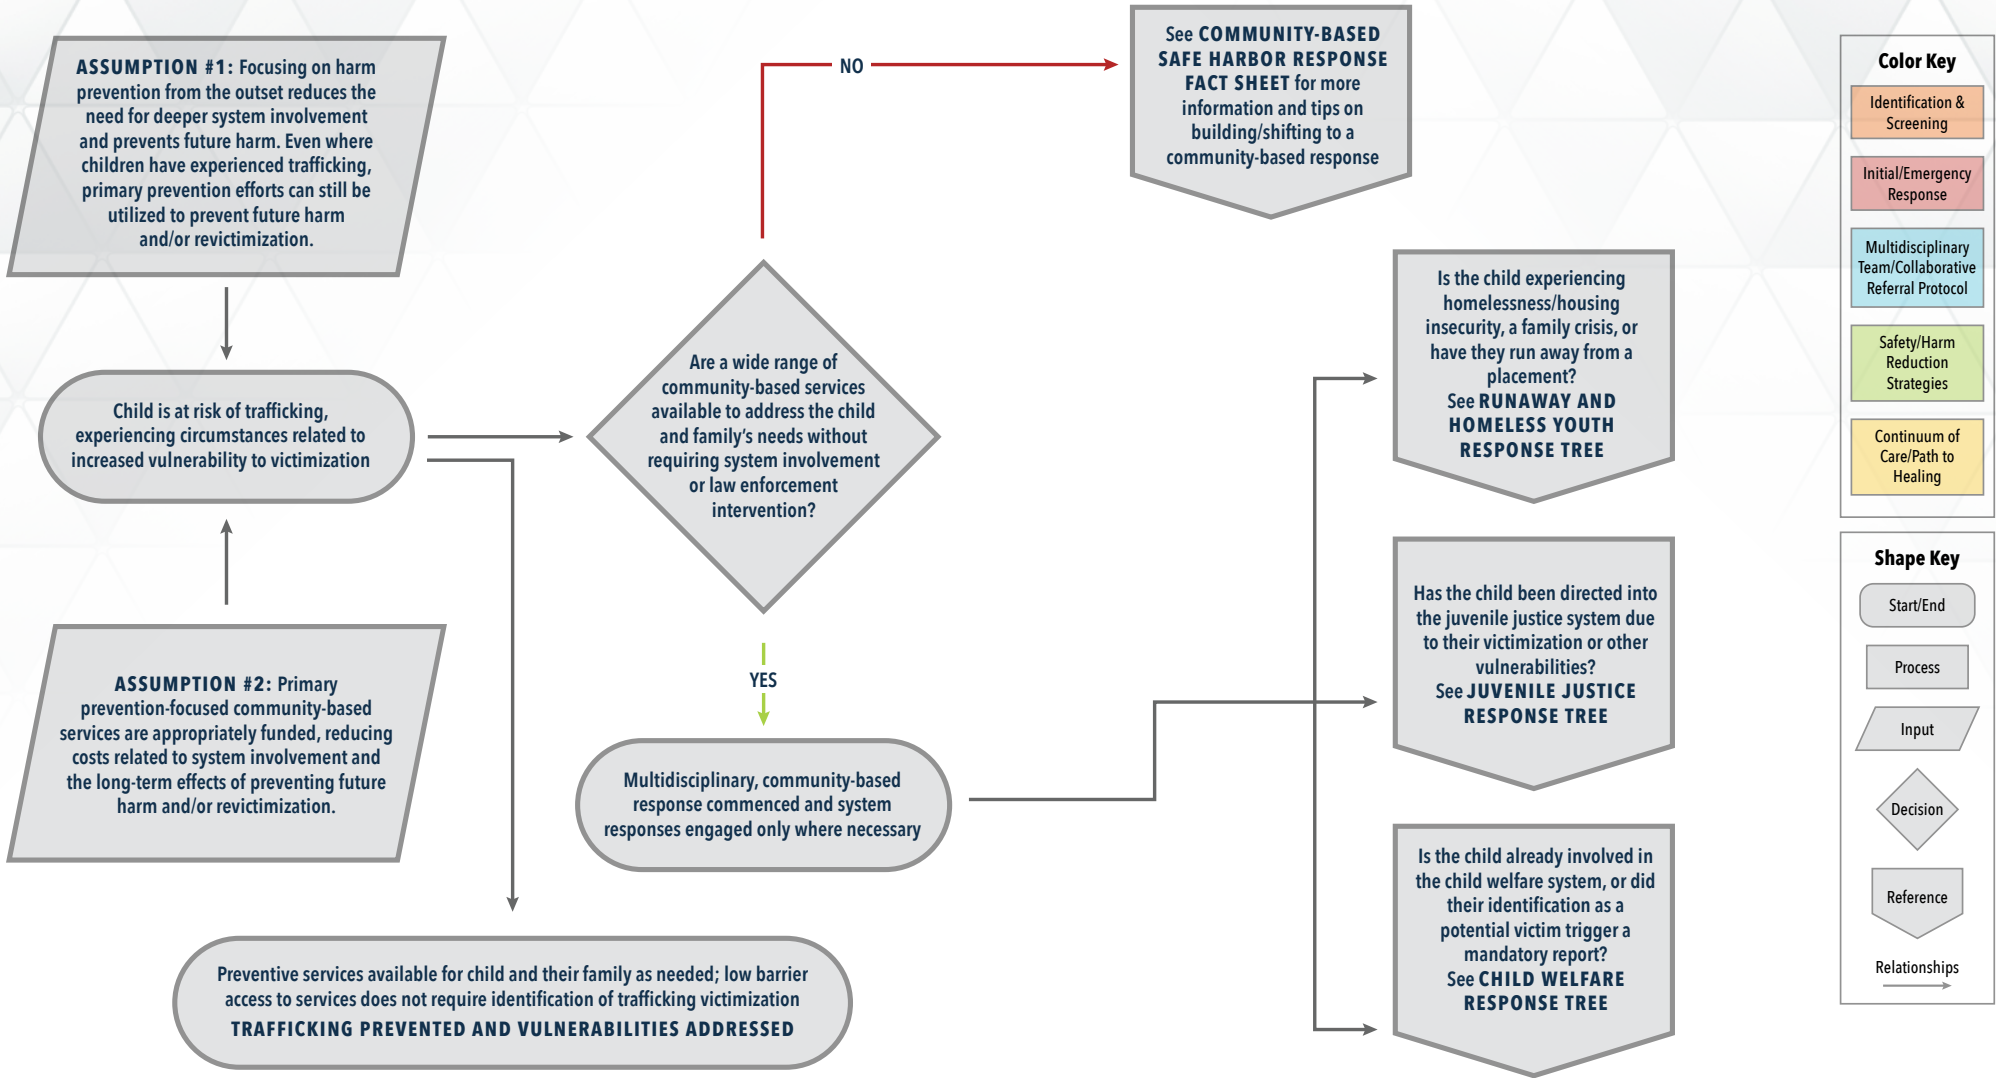 ASSUMPTION #1: Focusing on harm
prevention from the outset reduces the
need for deeper system involvement
and prevents future harm. Even where
children have experienced trafficking,
primary prevention efforts can still be
utilized to prevent future harm
and/or revictimization.
Child is at risk of trafficking,
experiencing circumstances related to
increased vulnerability to victimization
ASSUMPTION #2: Primary
prevention-focused community-based
services are appropriately funded, reducing
costs related to system involvement and
the long-term effects of preventing future
harm and/or revictimization.
Preventive services available for child and their family as needed; low barrier
access to services does not require identification of trafficking victimization
TRAFFICKING PREVENTED AND VULNERABILITIES ADDRESSED
NO
Are a wide range of
community-based services
available to address the child
and family's needs without
requiring system involvement
or law enforcement
intervention?
YES
Multidisciplinary, community-based
response commenced and system
responses engaged only where necessary
See COMMUNITY-BASED
SAFE HARBOR RESPONSE
FACT SHEET for more
information and tips on
building/shifting to a
community-based response
Is the child experiencing
homelessness/housing
insecurity, a family crisis, or
have they run away from a
placement?
See RUNAWAY AND
HOMELESS YOUTH
RESPONSE TREE
Has the child been directed into
the juvenile justice system due
to their victimization or other
vulnerabilities?
See JUVENILE JUSTICE
RESPONSE TREE
Is the child already involved in
the child welfare system, or did
their identification as a
potential victim trigger a
mandatory report?
See CHILD WELFARE
RESPONSE TREE
Color Key
Identification &
Screening
Initial/Emergency
Response
Multidisciplinary
Team/Collaborative
Referral Protocol
Safety/Harm
Reduction
Strategies
Continuum of
Care/Path to
Healing
Shape Key
Start/End
Process
Input
Decision
Reference
Relationships